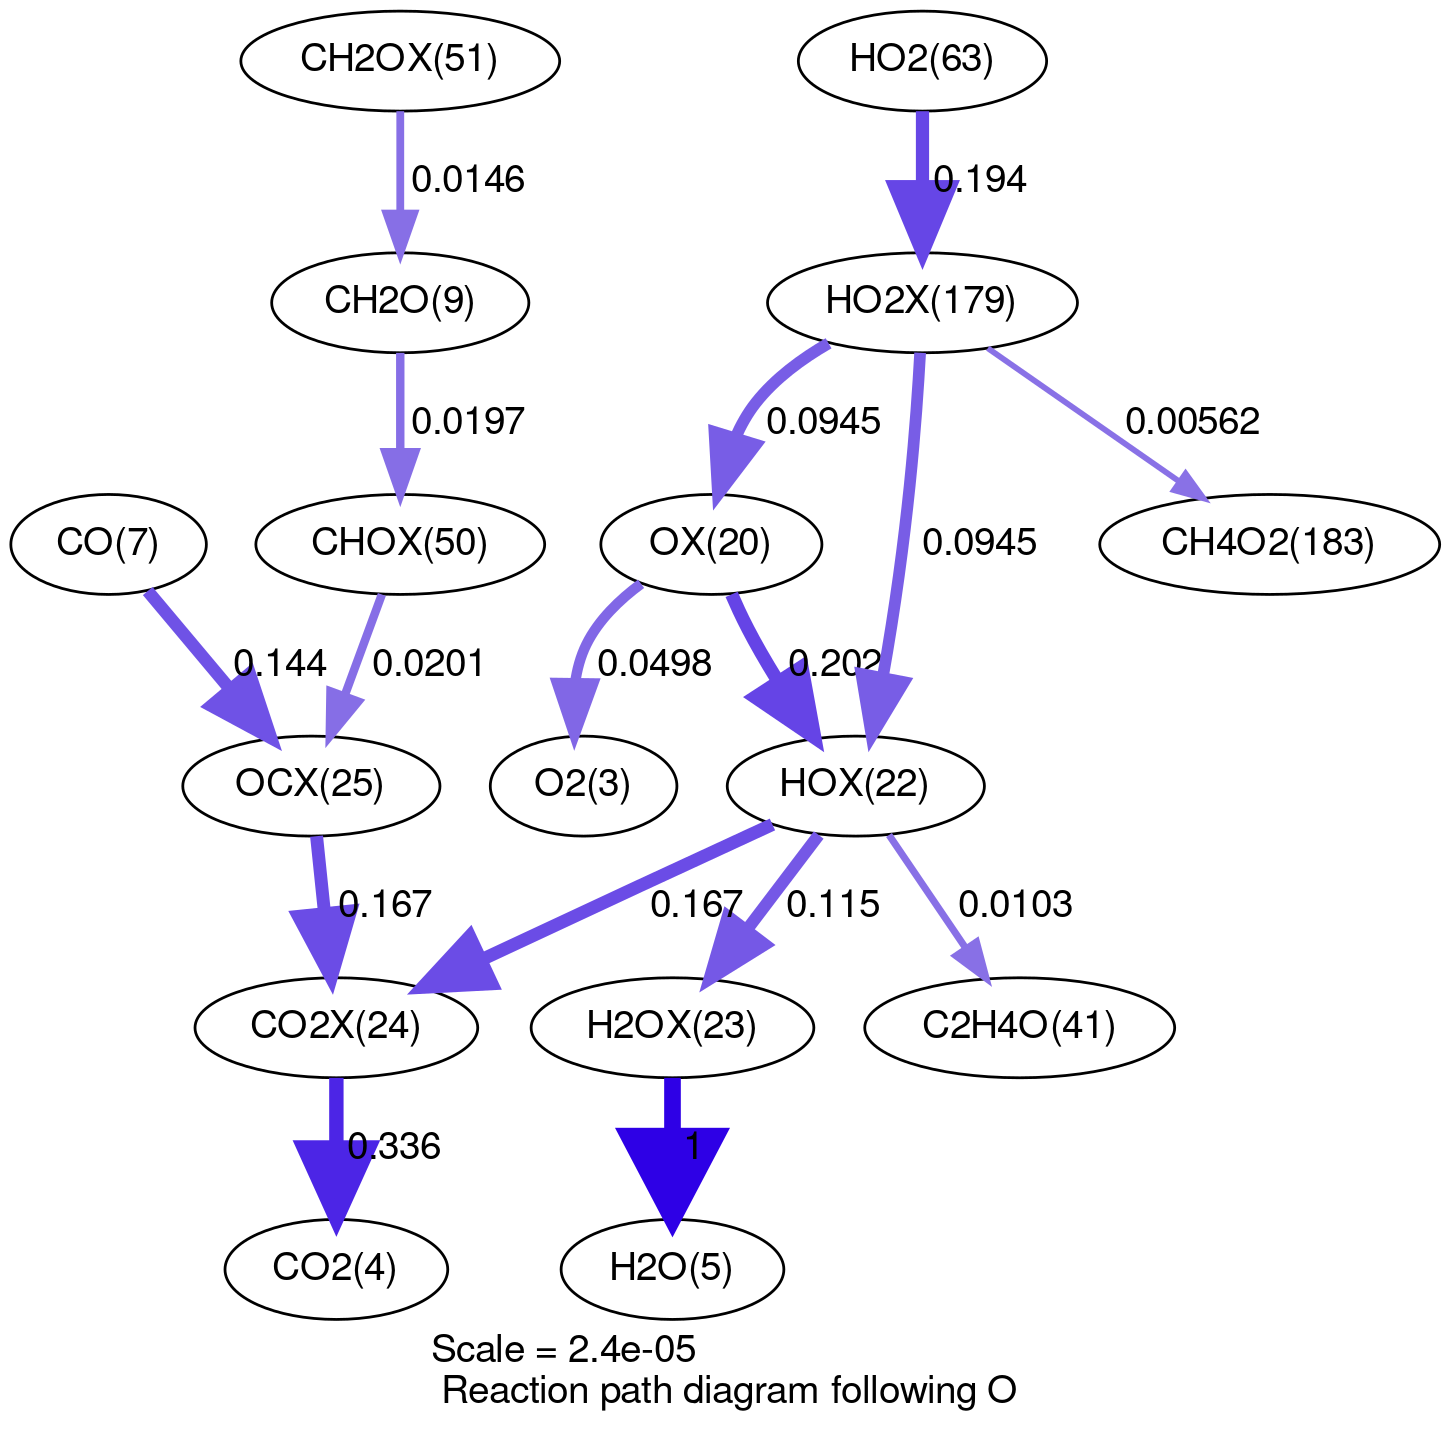 CH2OX(51)
HO2(63)
0.0146
0.194
CH2O(9)
HO2X(179)
0.0197
0.0945
0.00562
CO(7)
CHOX(50)
OX(20)
0.0945
CH4O2(183)
0.144
0.0201
0.0498
0.202
OCX(25)
O2(3)
HOX(22)
0.167
0.167
0.115
0.0103
CO2X(24)
H2OX(23)
C2H4O(41)
0.336
1
CO2(4)
H2O(5)
Scale = 2.4e-05
Reaction path diagram following O